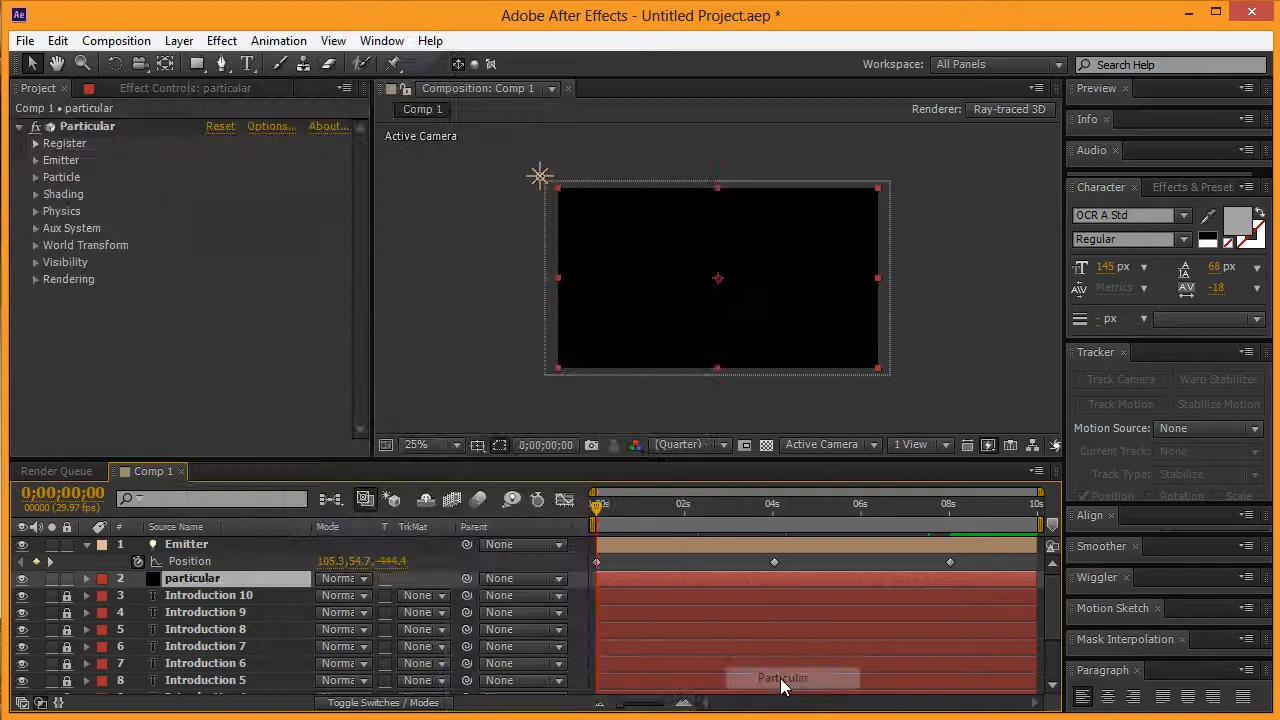 Adobe After Effects - Untitled Project.aep *
File Edit Composition Layer Effect Animation View Window Help
Workspace: All Panels Search Help
Project Effect Controls: particular Composition: Comp 1 Preview
Comp 1 • particular Comp 1 Renderer: Ray-traced 3D Info
fx Particular Reset Options... About... Active Camera
Register Audio
Emitter
Particle
Shading Character Effects & Preset
Physics OCR A Std
Aux System Regular
World Transform
Visibility 145 px 68 px
Rendering Metrics -18
- px
Tracker
Track Camera Warp Stabilizer
Track Motion Stabilize Motion
Motion Source: None
25% 0;00;00;00 (Quarter) Active Camera 1 View
Current Track: None
Render Queue Comp 1 Track Type: Stabilize
0;00;00;00 Position Rotation Scale
00000 (29.97 fps) 02s 04s 06s 08s 10s
Align
# Source Name Mode T TrkMat Parent
1 Emitter None Smoother
Position 105.3,54.7,-444.4
2 particular Norma None Wiggler
3 Introduction 10 Norma None None
4 Introduction 9 Norma None None Motion Sketch
5 Introduction 8 Norma None None
6 Introduction 7 Norma None None Mask Interpolation
7 Introduction 6 Norma None None
8 Introduction 5 Norma None None Particular Paragraph
Toggle Switches / Modes